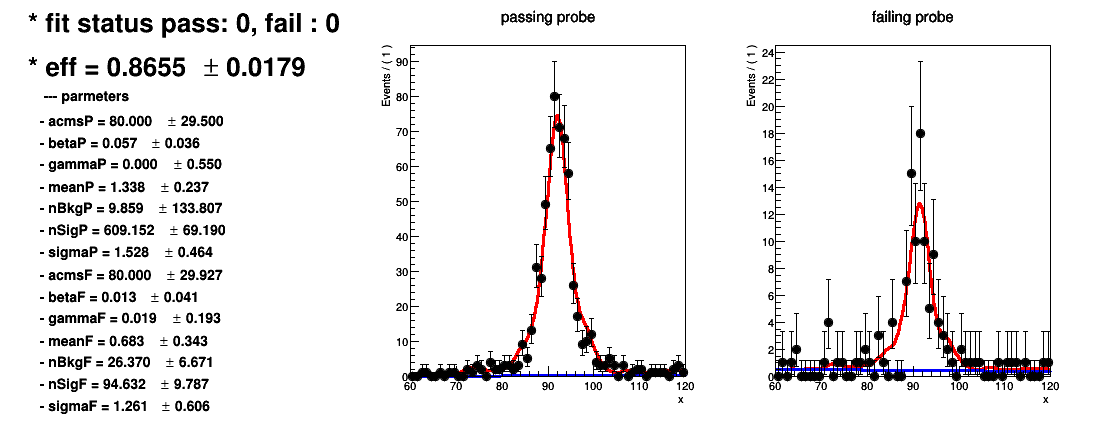 * fit status pass: 0, fail : 0
* eff = 0.8655 ± 0.0179
--- parmeters
- acmsP = 80.000 ± 29.500
- betaP = 0.057 ± 0.036
- gammaP = 0.000 ± 0.550
- meanP = 1.338 ± 0.237
- nBkgP = 9.859 ± 133.807
- nSigP = 609.152 ± 69.190
- sigmaP = 1.528 ± 0.464
- acmsF = 80.000 ± 29.927
- betaF = 0.013 ± 0.041
- gammaF = 0.019 ± 0.193
- meanF = 0.683 ± 0.343
- nBkgF = 26.370 ± 6.671
- nSigF = 94.632 ± 9.787
- sigmaF = 1.261 ± 0.606
passing probe
Events / ( 1 )
90
80
70
60
50
40
30
20
10
0
60 70 80 90 100 110 120
x
failing probe
Events / ( 1 )
24
22
20
18
16
14
12
10
8
6
4
2
0
60 70 80 90 100 110 120
x